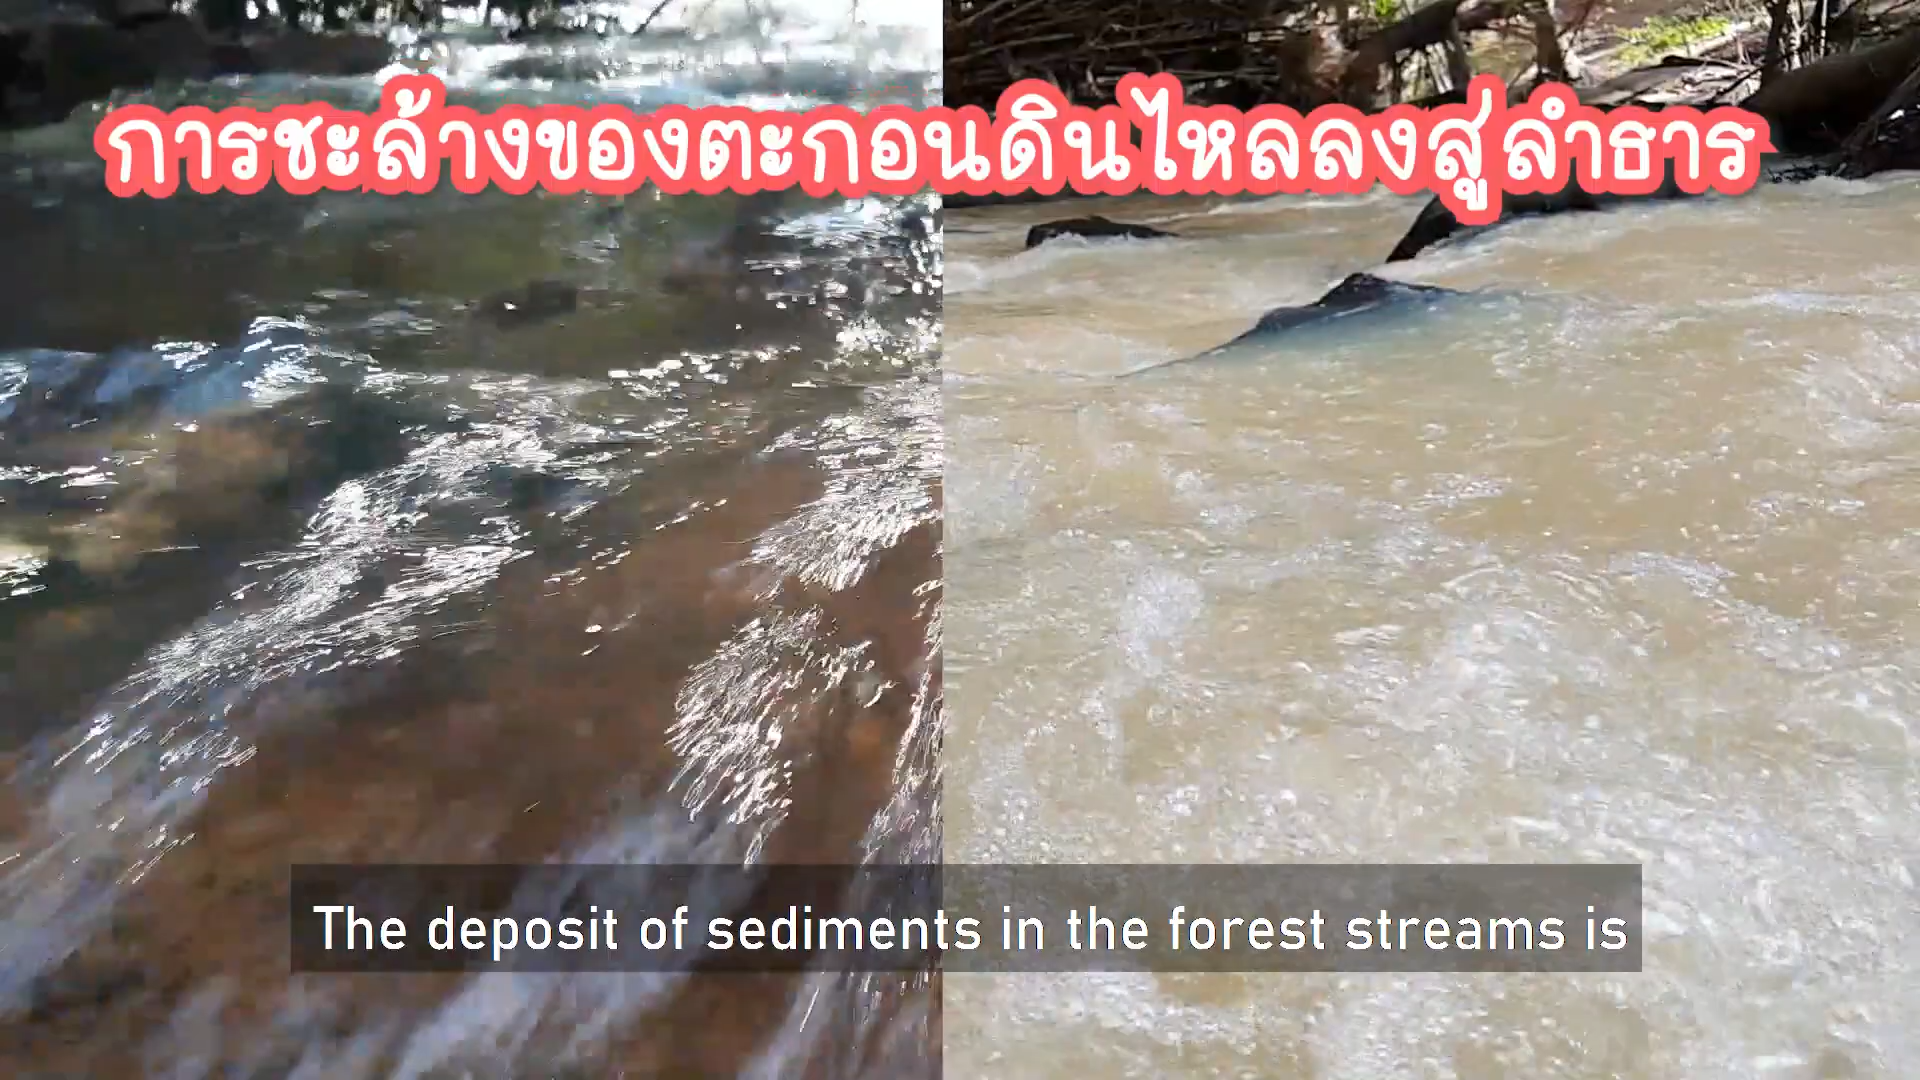 การชะล้างของตะกอนดินไหลลงสู่ลำธาร
The deposit of sediments in the forest streams is